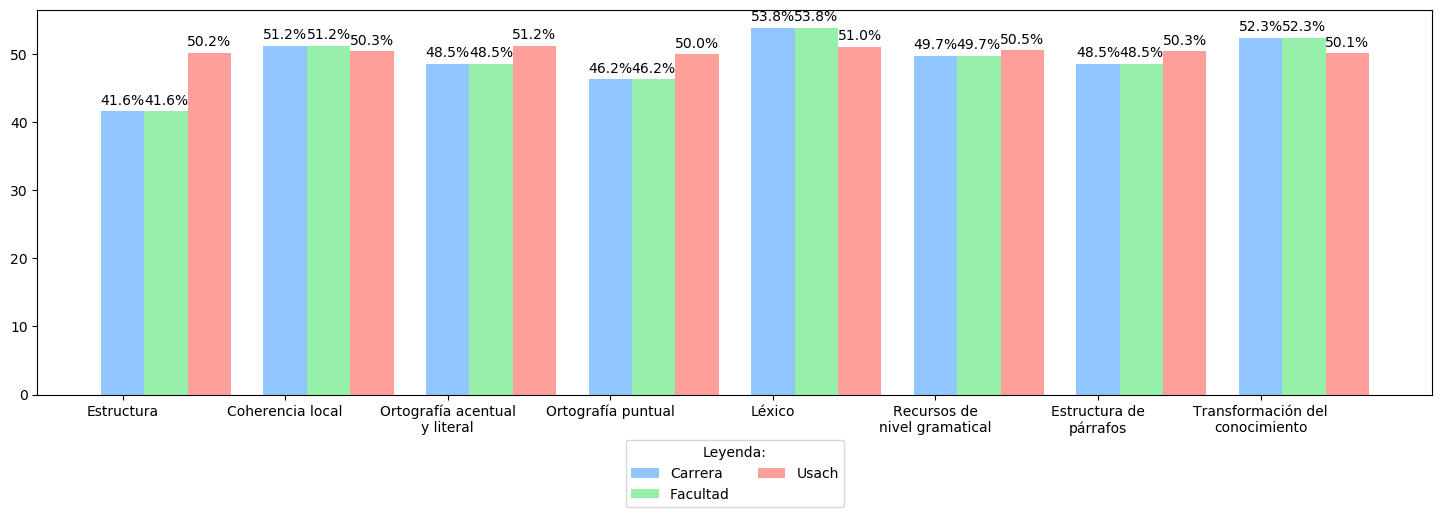 53.8% 53.8%
52.3% 52.3%
51.2% 51.2%
51.2%
51.0%
50.2%
50.3%
50.5%
50.3%
50.1%
50.0%
49.7% 49.7%
48.5% 48.5%
48.5% 48.5%
46.2% 46.2%
41.6% 41.6%
50
40
30
20
10
0
Estructura
Coherencia local
Ortografía acentual
y literal
Ortografía puntual
Léxico
Recursos de
nivel gramatical
Estructura de
párrafos
Transformación del
conocimiento
Leyenda:
Carrera
Facultad
Usach